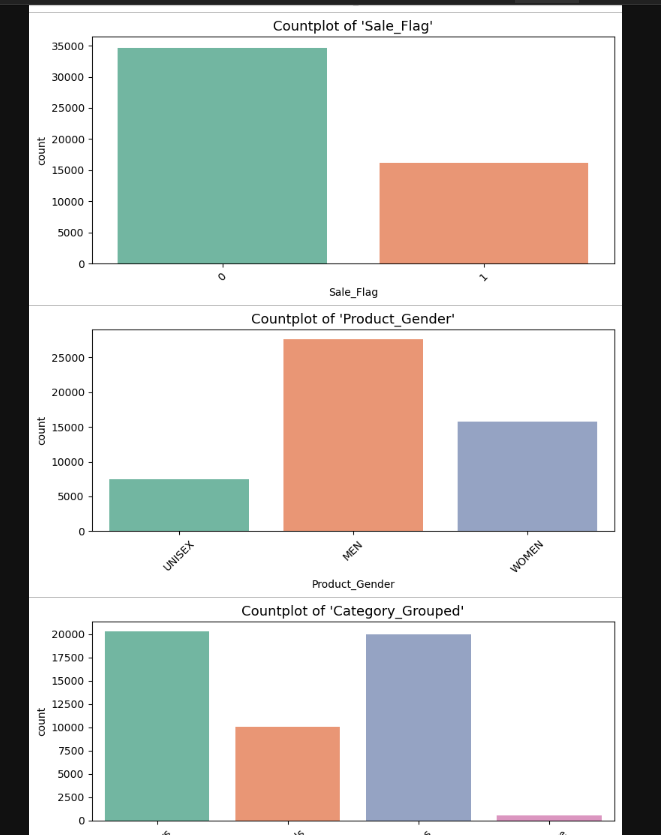 Countplot of 'Sale_Flag'
35000
30000
25000
20000
15000
10000
5000
0
count
0
1
Sale_Flag
Countplot of 'Product_Gender'
25000
20000
15000
10000
5000
0
count
UNISEX
MEN
WOMEN
Product_Gender
Countplot of 'Category_Grouped'
20000
17500
15000
12500
10000
7500
5000
2500
0
count